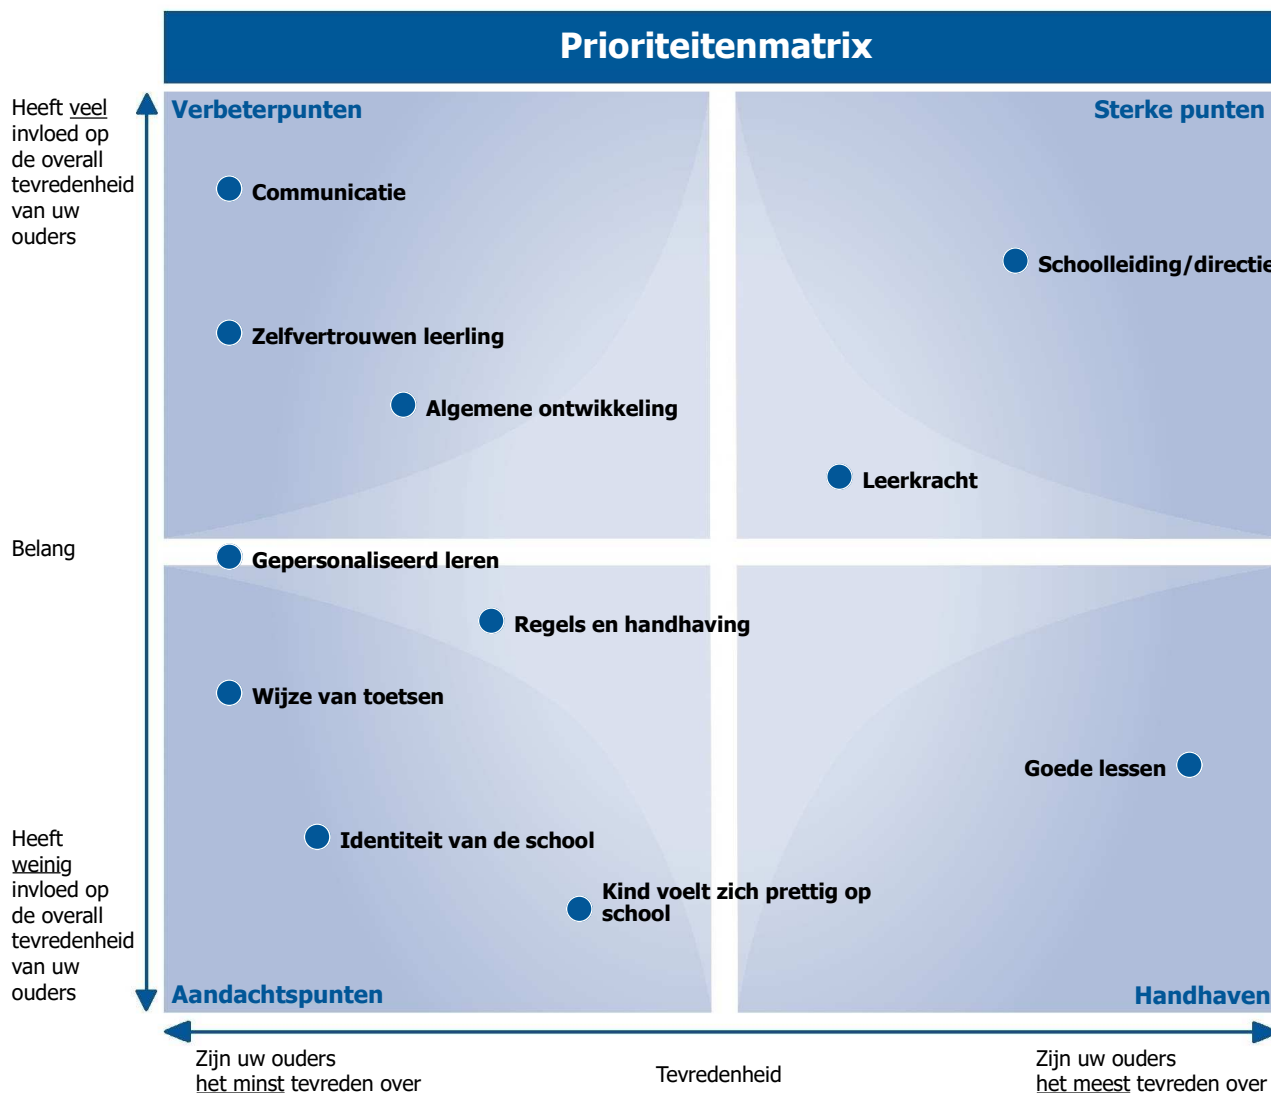 Prioriteitenmatrix
Heeft veel
invloed op
de overall
tevredenheid
van uw
ouders
Verbeterpunten
Sterke punten
Communicatie
Schoolleiding/directie
Zelfvertrouwen leerling
Algemene ontwikkeling
Leerkracht
Belang
Gepersonaliseerd leren
Regels en handhaving
Wijze van toetsen
Goede lessen
Identiteit van de school
Kind voelt zich prettig op
school
Heeft
weinig
invloed op
de overall
tevredenheid
van uw
ouders
Aandachtspunten
Handhaven
Zijn uw ouders
het minst tevreden over
Tevredenheid
Zijn uw ouders
het meest tevreden over